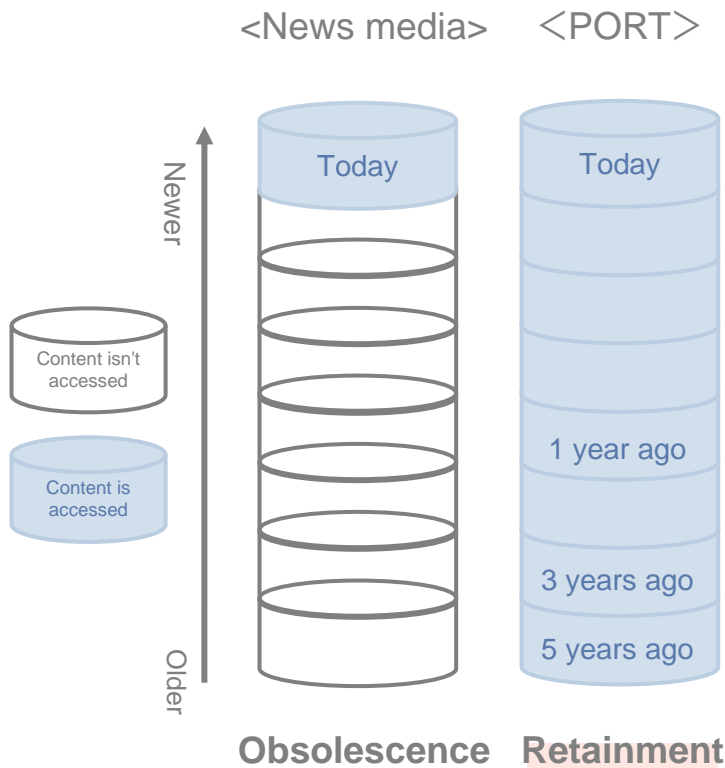 <News media>
＜PORT＞
Newer
Today
Today
Content isn't
accessed
Content is
accessed
1 year ago
3 years ago
5 years ago
Older
Obsolescence
Retainment